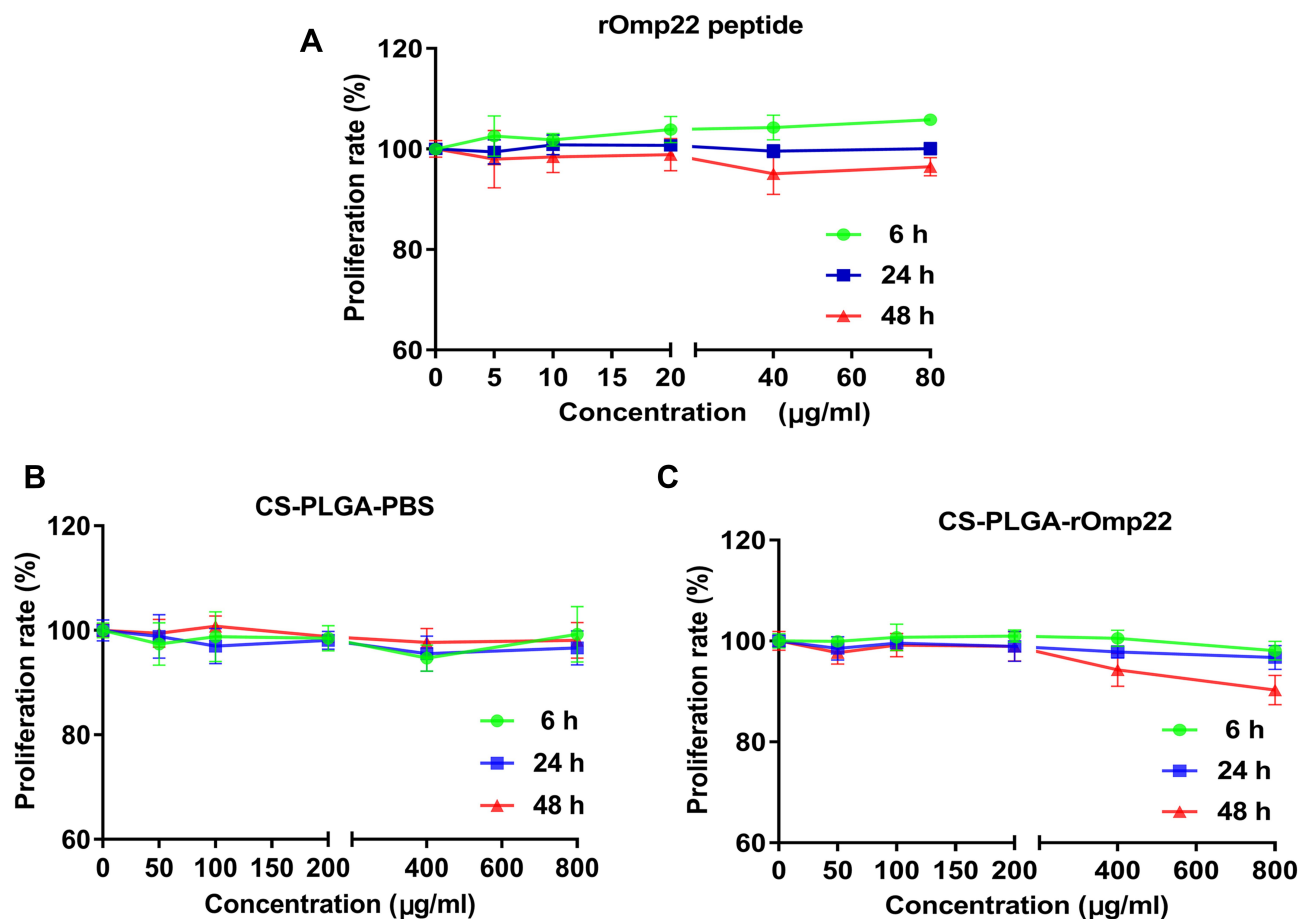 A
rOmp22 peptide
120
100
80
60
Proliferation rate (%)
6 h
24 h
48 h
0 5 10 15 20 40 60 80
Concentration (µg/ml)
B
CS-PLGA-PBS
120
100
80
60
Proliferation rate (%)
6 h
24 h
48 h
0 50 100 150 200 400 600 800
Concentration (µg/ml)
C
CS-PLGA-rOmp22
120
100
80
60
Proliferation rate (%)
6 h
24 h
48 h
0 50 100 150 200 400 600 800
Concentration (µg/ml)